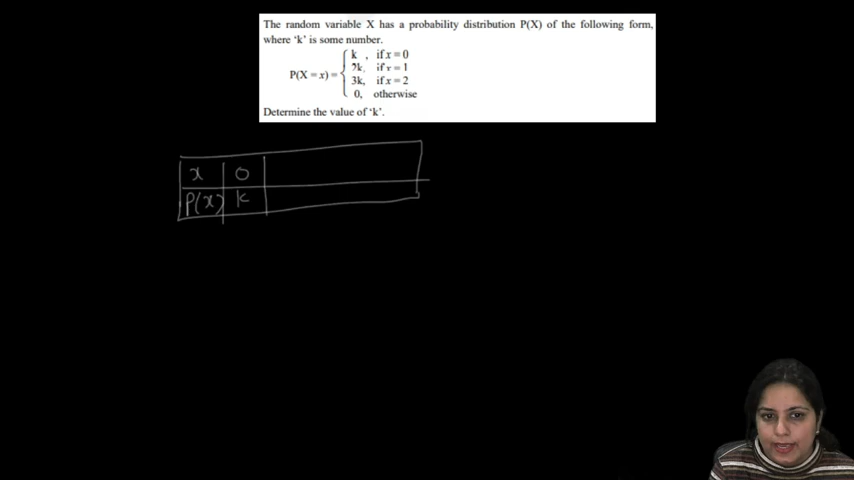 The random variable X has a probability distribution P(X) of the following form,
where ‘k’ is some number.
P(X = x) = { k , if x = 0
2k, if x = 1
3k, if x = 2
0, otherwise
Determine the value of ‘k’.
x 0
P(x) k